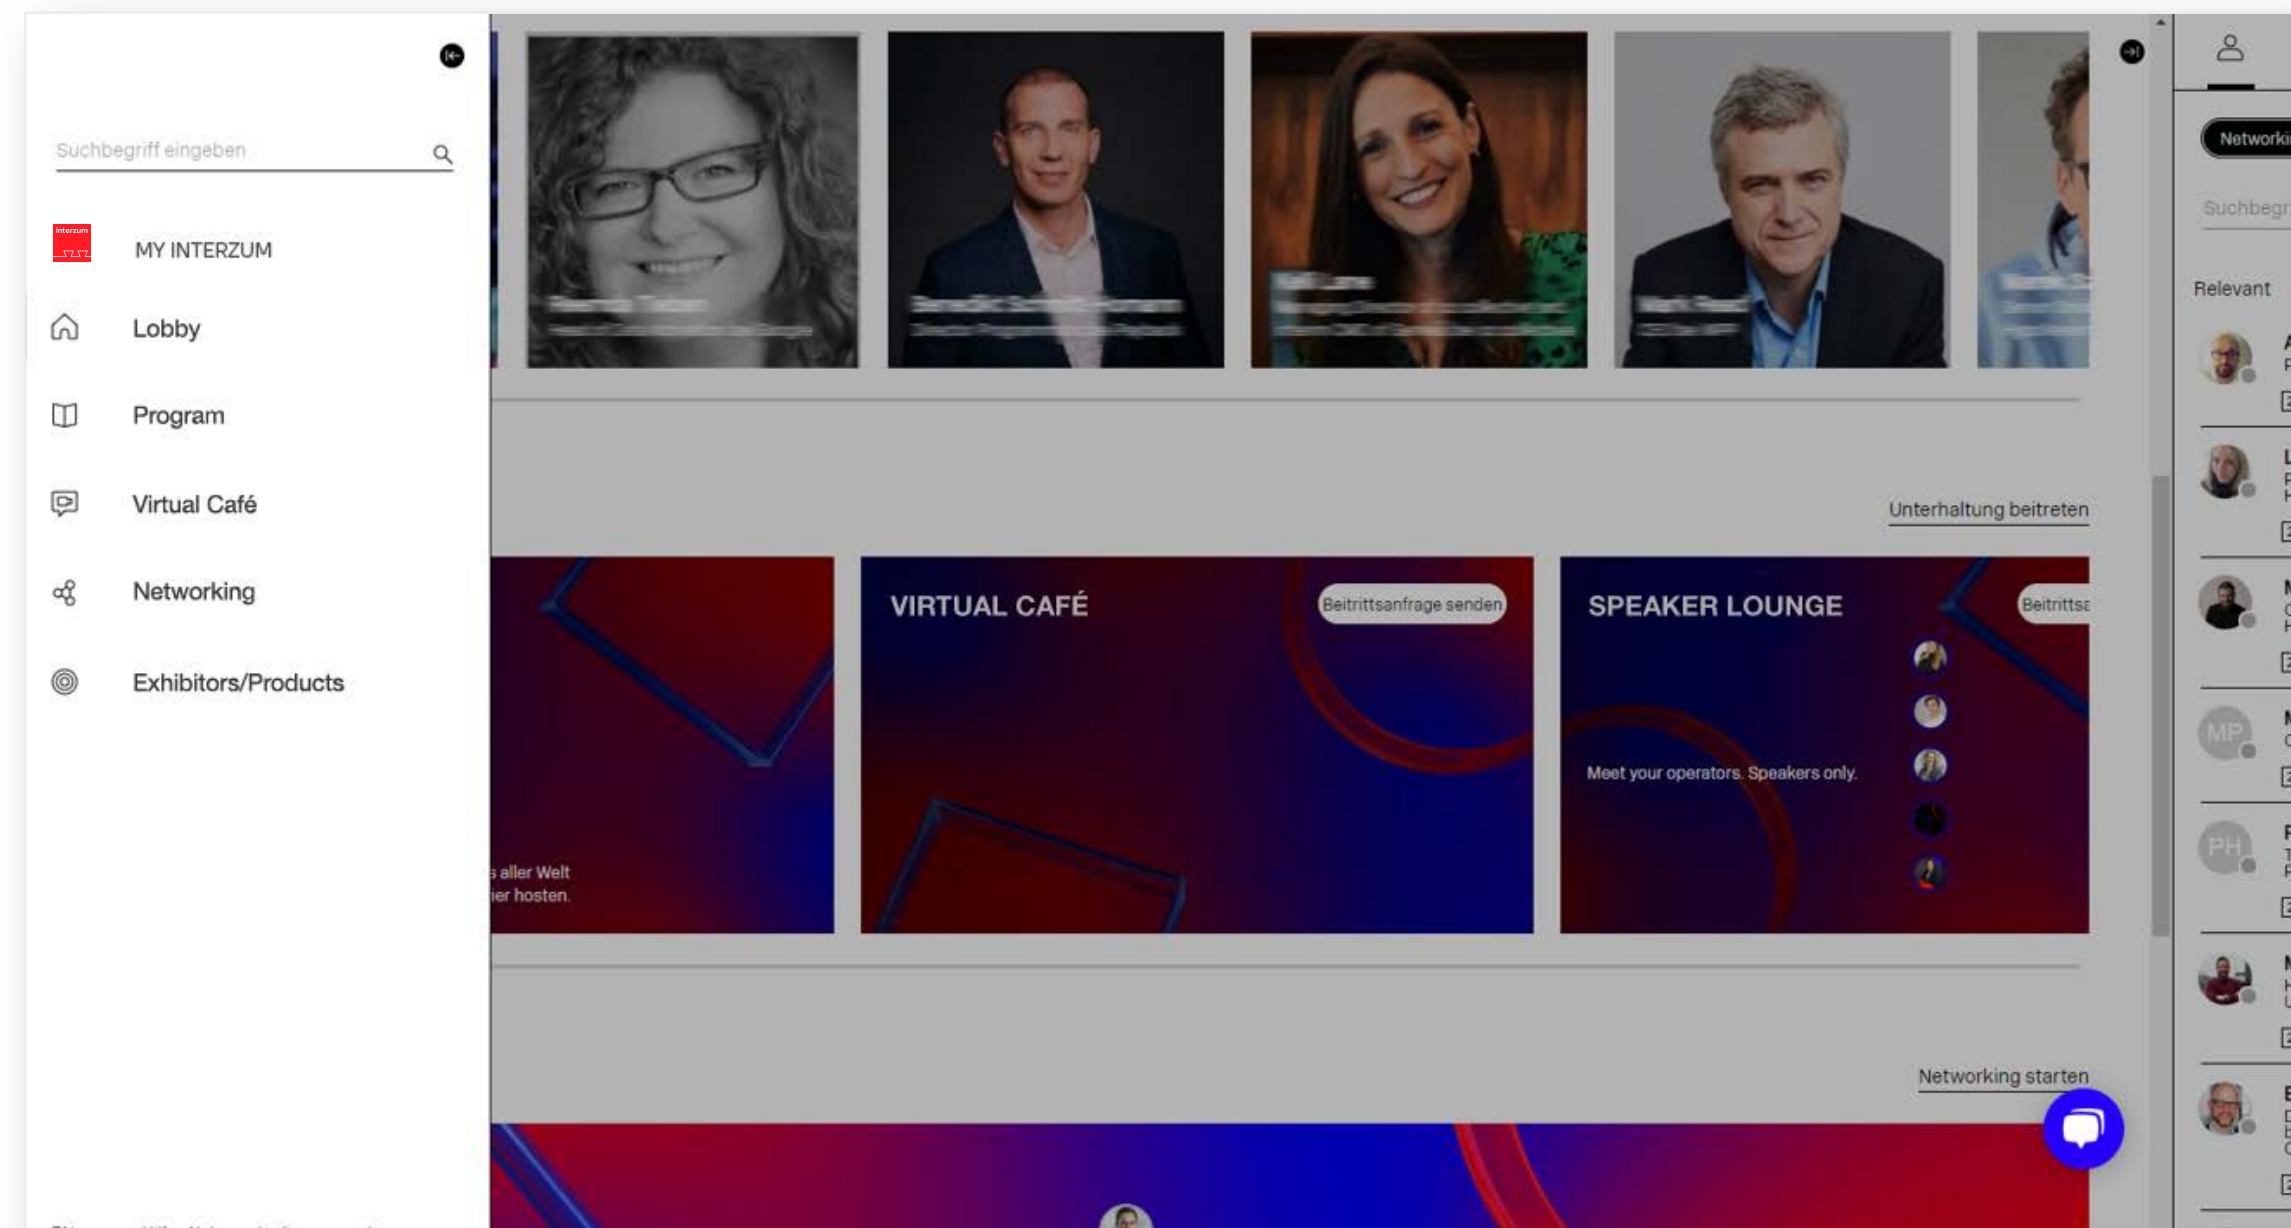 Suchbegriff eingeben
interzum
MY INTERZUM
Lobby
Program
Virtual Café
Networking
Exhibitors/Products
Unterhaltung beitreten
s aller Welt
ier hosten.
VIRTUAL CAFÉ
Beitrittsanfrage senden
SPEAKER LOUNGE
Beitrittsa
Meet your operators. Speakers only.
Networking starten
Networki
Suchbegr
Relevant
MP
PH